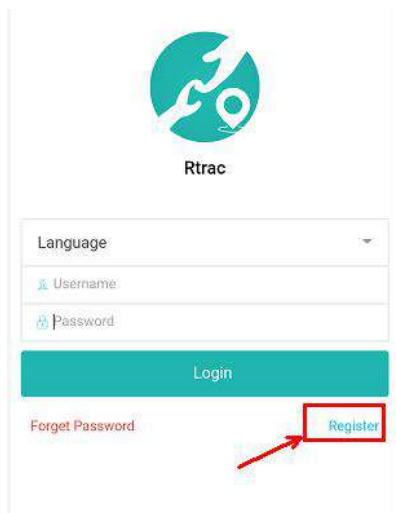 Rtrac
Language
Username
Password
Login
Forget Password Register